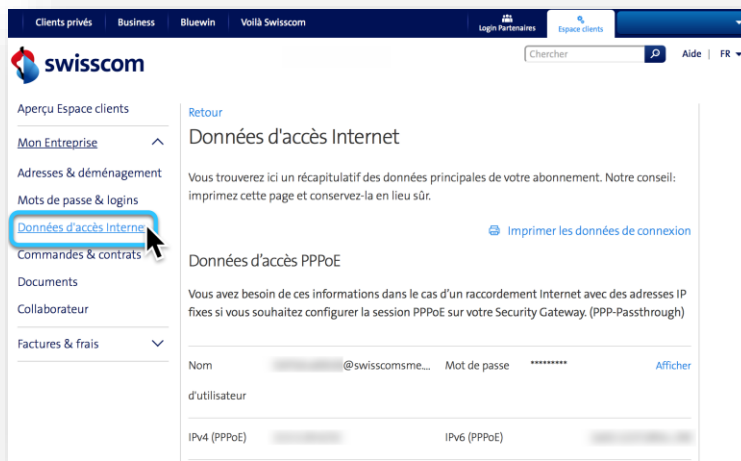 Clients privés Business Bluewin Voilà Swisscom Login Partenaires Espace clients
swisscom
Chercher Aide | FR
Aperçu Espace clients
Mon Entreprise
Adresses & déménagement
Mots de passe & logins
Données d'accès Interne
Commandes & contrats
Documents
Collaborateur
Factures & frais
Retour
Données d'accès Internet
Vous trouverez ici un récapitulatif des données principales de votre abonnement. Notre conseil:
imprimez cette page et conservez-la en lieu sûr.
Imprimer les données de connexion
Données d'accès PPPoE
Vous avez besoin de ces informations dans le cas d'un raccordement Internet avec des adresses IP
fixes si vous souhaitez configurer la session PPPoE sur votre Security Gateway. (PPP-Passthrough)
Nom @swisscomsme.... Mot de passe ********* Afficher
d'utilisateur
IPv4 (PPPoE) IPv6 (PPPoE)